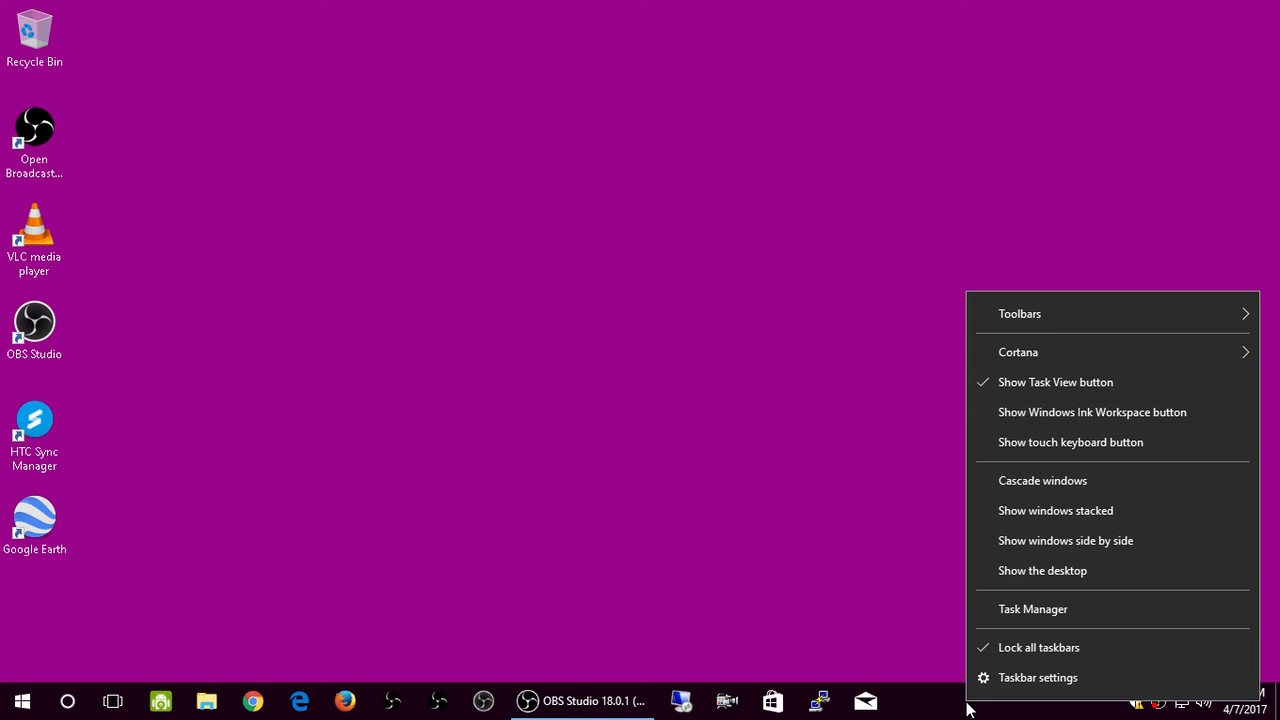 Recycle Bin
Open
Broadcast...
VLC media
player
OBS Studio
HTC Sync
Manager
Google Earth
Toolbars
Cortana
Show Task View button
Show Windows Ink Workspace button
Show touch keyboard button
Cascade windows
Show windows stacked
Show windows side by side
Show the desktop
Task Manager
Lock all taskbars
Taskbar settings
OBS Studio 18.0.1 (...
4/7/2017